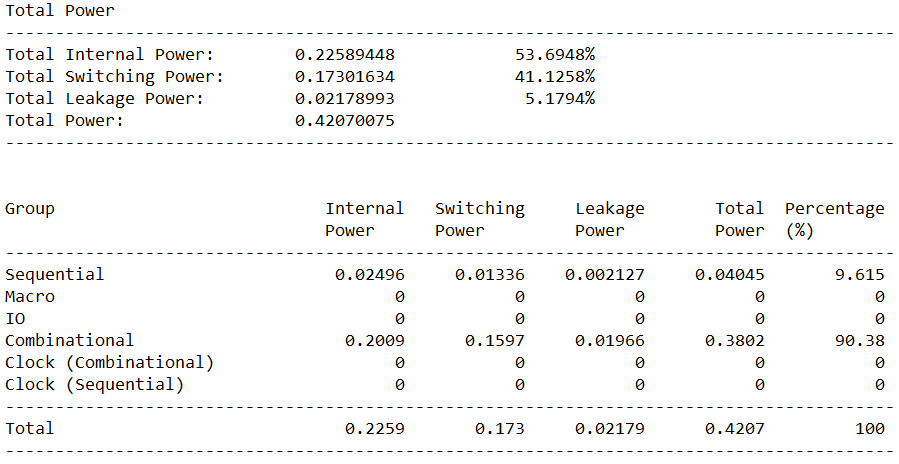 Total Power
-----------------------------------------------------------------------------------------
Total Internal Power:        0.22589448            53.6948%
Total Switching Power:       0.17301634            41.1258%
Total Leakage Power:         0.02178993             5.1794%
Total Power:                 0.42070075
-----------------------------------------------------------------------------------------
Group                           Internal   Switching     Leakage       Total  Percentage
                                Power      Power         Power         Power  (%)
-----------------------------------------------------------------------------------------
Sequential                       0.02496     0.01336    0.002127     0.04045       9.615
Macro                                  0           0           0           0           0
IO                                     0           0           0           0           0
Combinational                     0.2009      0.1597     0.01966      0.3802       90.38
Clock (Combinational)                  0           0           0           0           0
Clock (Sequential)                     0           0           0           0           0
-----------------------------------------------------------------------------------------
Total                             0.2259       0.173     0.02179      0.4207         100
-----------------------------------------------------------------------------------------